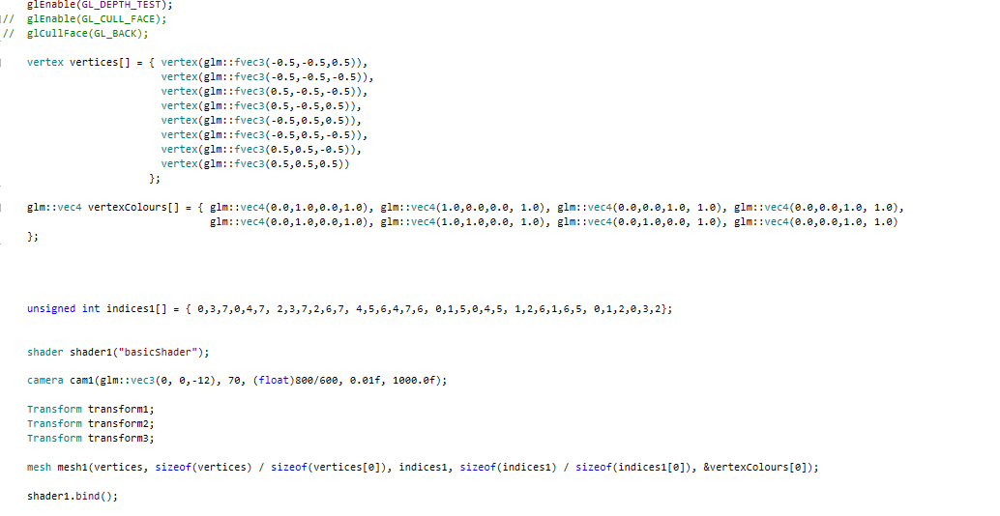 glEnable(GL_DEPTH_TEST);
// glEnable(GL_CULL_FACE);
// glCullFace(GL_BACK);
vertex vertices[] = { vertex(glm::fvec3(-0.5,-0.5,0.5)),
vertex(glm::fvec3(-0.5,-0.5,-0.5)),
vertex(glm::fvec3(0.5,-0.5,-0.5)),
vertex(glm::fvec3(0.5,-0.5,0.5)),
vertex(glm::fvec3(-0.5,0.5,0.5)),
vertex(glm::fvec3(-0.5,0.5,-0.5)),
vertex(glm::fvec3(0.5,0.5,-0.5)),
vertex(glm::fvec3(0.5,0.5,0.5))
};
glm::vec4 vertexColours[] = { glm::vec4(0.0,1.0,0.0,1.0), glm::vec4(1.0,0.0,0.0, 1.0), glm::vec4(0.0,0.0,1.0, 1.0), glm::vec4(0.0,0.0,1.0, 1.0),
glm::vec4(0.0,1.0,0.0,1.0), glm::vec4(1.0,1.0,0.0, 1.0), glm::vec4(0.0,1.0,0.0, 1.0), glm::vec4(0.0,0.0,1.0, 1.0)
};
unsigned int indices1[] = { 0,3,7,0,4,7, 2,3,7,2,6,7, 4,5,6,4,7,6, 0,1,5,0,4,5, 1,2,6,1,6,5, 0,1,2,0,3,2};
shader shader1("basicShader");
camera cam1(glm::vec3(0, 0,-12), 70, (float)800/600, 0.01f, 1000.0f);
Transform transform1;
Transform transform2;
Transform transform3;
mesh mesh1(vertices, sizeof(vertices) / sizeof(vertices[0]), indices1, sizeof(indices1) / sizeof(indices1[0]), &vertexColours[0]);
shader1.bind();